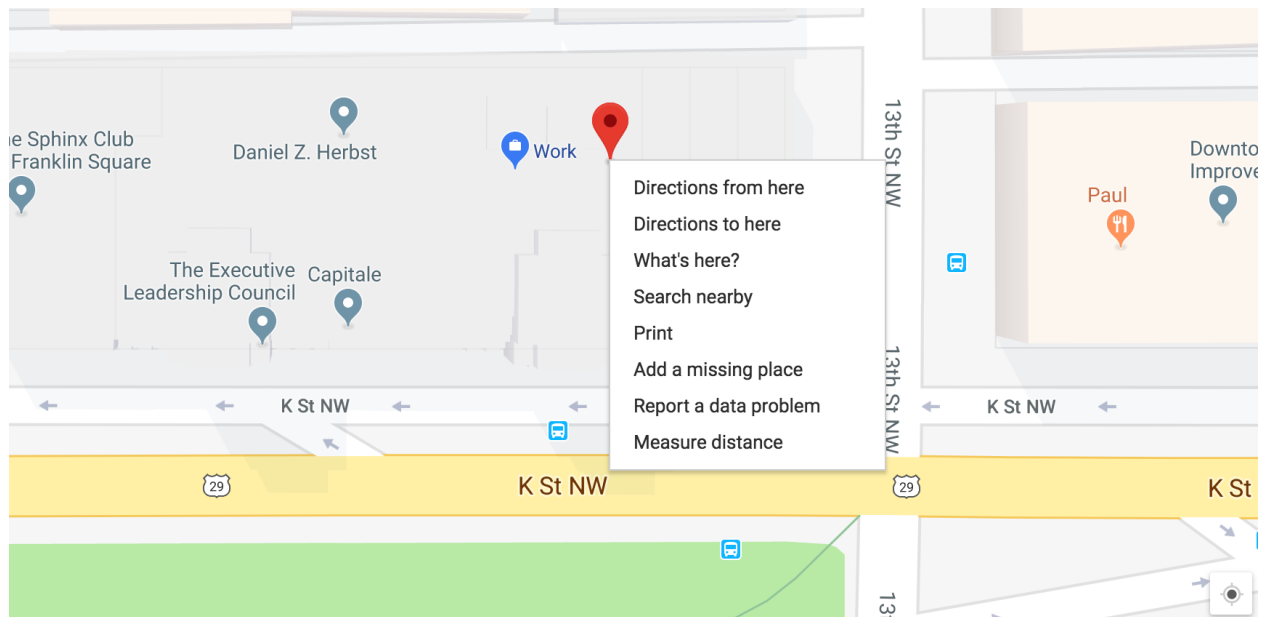 Sphinx Club
Franklin Square
Daniel Z. Herbst
Work
The Executive
Leadership Council
Capitale
Directions from here
Directions to here
What's here?
Search nearby
Print
Add a missing place
Report a data problem
Measure distance
13th St NW
13th St NW
Paul
Downto
Improve
K St NW
K St NW
29
K St NW
29
K St
13